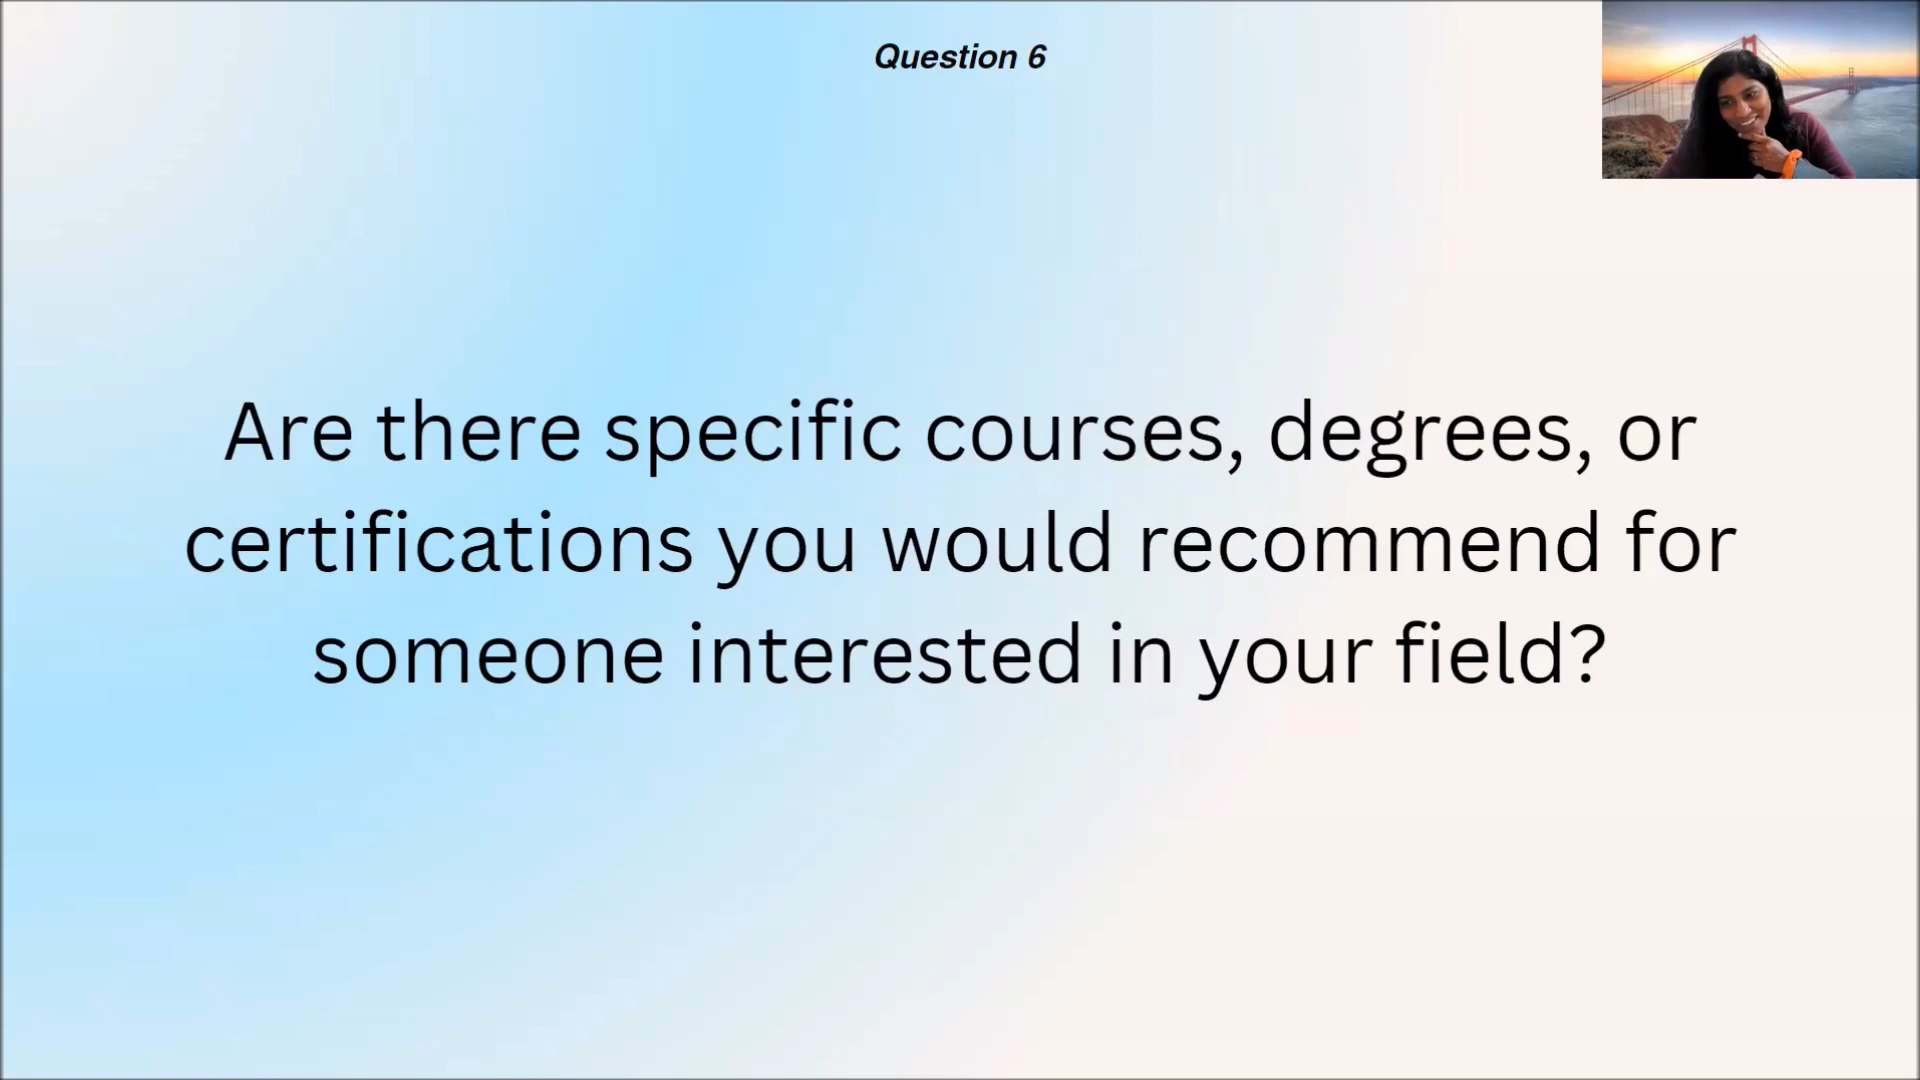 Question 6
Are there specific courses, degrees, or
certifications you would recommend for
someone interested in your field?